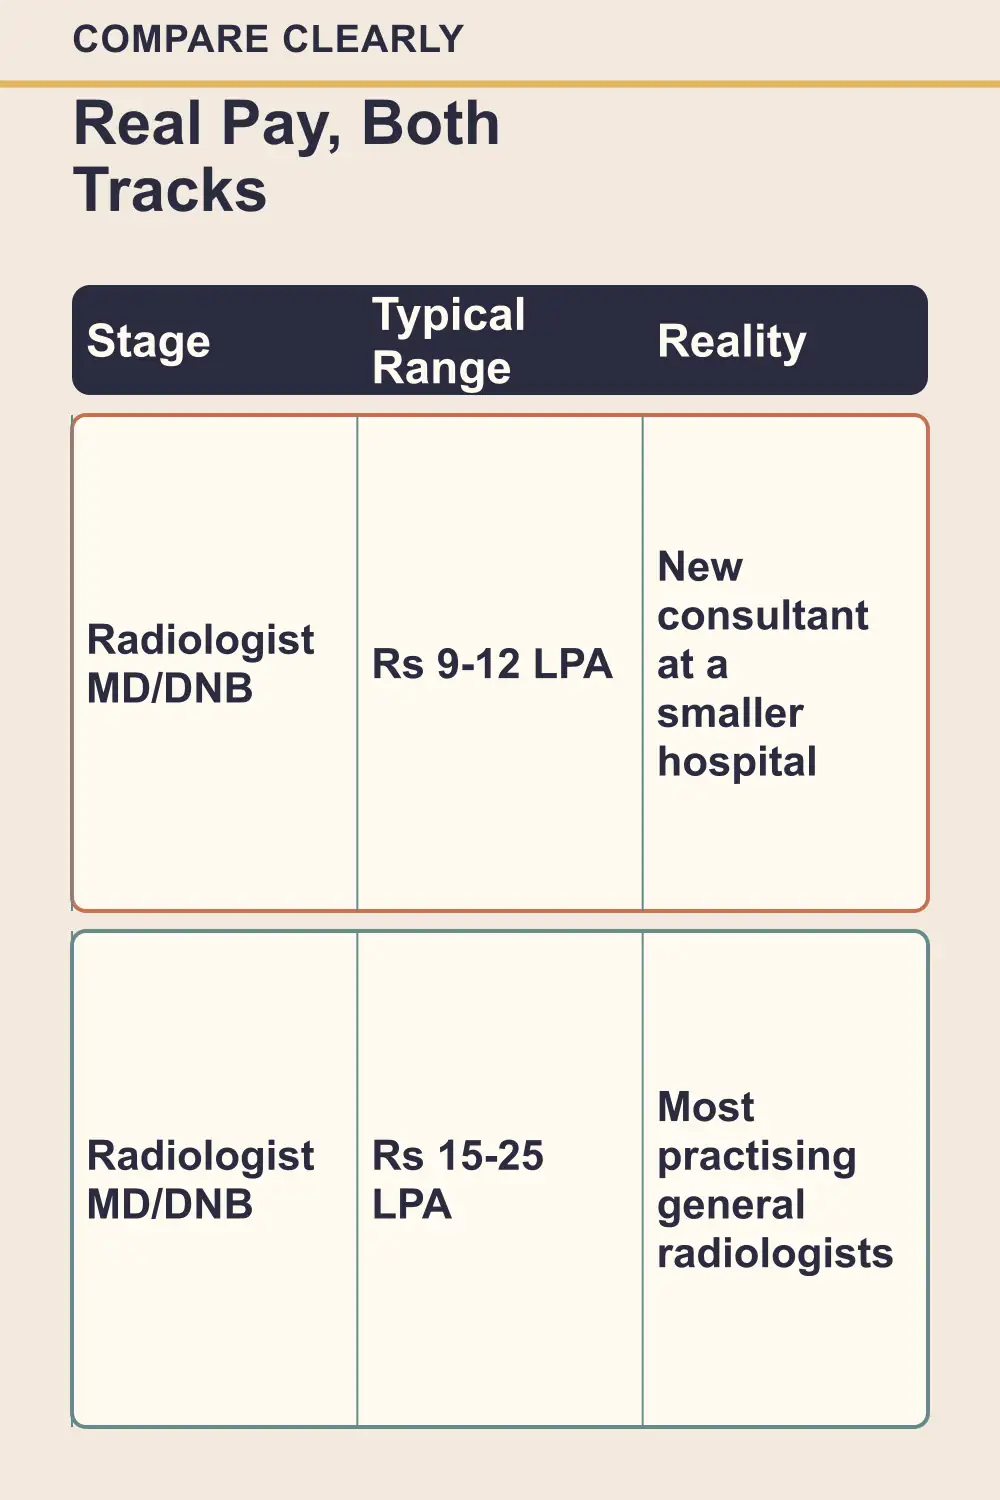 COMPARE CLEARLY
Real Pay, Both
Tracks
Stage
Typical
Range
Reality
Radiologist
MD/DNB
Rs 9-12 LPA
New
consultant
at a
smaller
hospital
Radiologist
MD/DNB
Rs 15-25
LPA
Most
practising
general
radiologists